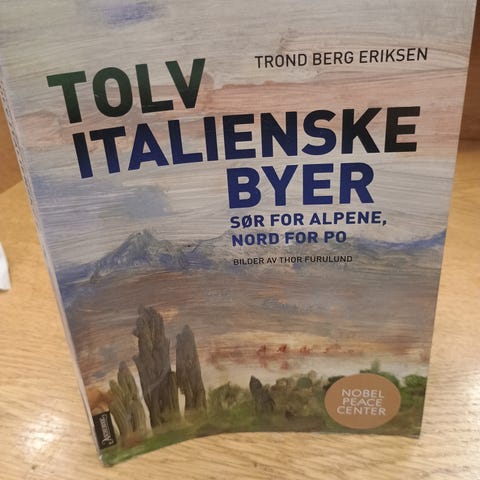 TROND BERG ERIKSEN
TOLV
ITALIENSKE
BYER
SØR FOR ALPENE,
NORD FOR PO
BILDER AV THOR FURULUND
NOBEL
PEACE
CENTER